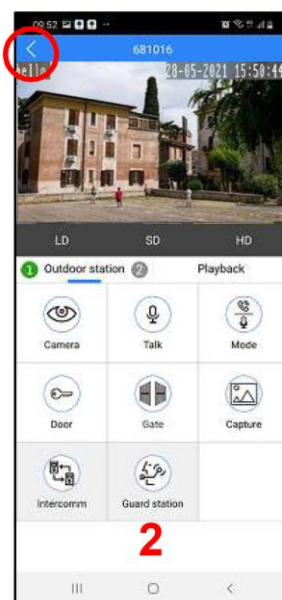 09:52
681016
hello 28-05-2021 15:50:44
LD SD HD
1 Outdoor station 2 Playback
Camera Talk Mode
Door Gate Capture
Intercomm Guard station
2